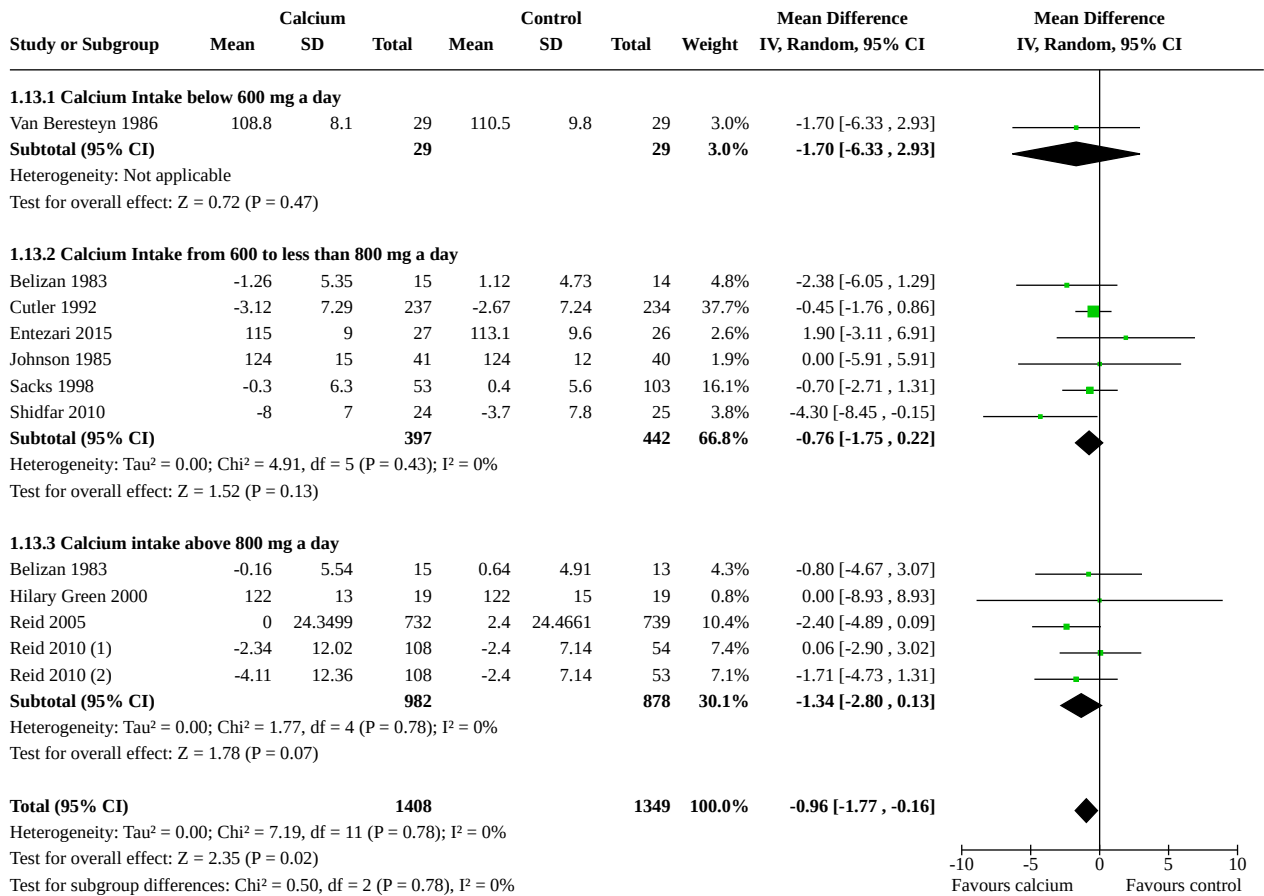 Calcium Control Mean Difference Mean Difference
Study or Subgroup Mean SD Total Mean SD Total Weight IV, Random, 95% CI IV, Random, 95% CI
1.13.1 Calcium Intake below 600 mg a day
Van Beresteyn 1986 108.8 8.1 29 110.5 9.8 29 3.0% -1.70 [-6.33 , 2.93]
Subtotal (95% CI) 29 29 3.0% -1.70 [-6.33 , 2.93]
Heterogeneity: Not applicable
Test for overall effect: Z = 0.72 (P = 0.47)
1.13.2 Calcium Intake from 600 to less than 800 mg a day
Belizan 1983 -1.26 5.35 15 1.12 4.73 14 4.8% -2.38 [-6.05 , 1.29]
Cutler 1992 -3.12 7.29 237 -2.67 7.24 234 37.7% -0.45 [-1.76 , 0.86]
Entezari 2015 115 9 27 113.1 9.6 26 2.6% 1.90 [-3.11 , 6.91]
Johnson 1985 124 15 41 124 12 40 1.9% 0.00 [-5.91 , 5.91]
Sacks 1998 -0.3 6.3 53 0.4 5.6 103 16.1% -0.70 [-2.71 , 1.31]
Shidfar 2010 -8 7 24 -3.7 7.8 25 3.8% -4.30 [-8.45 , -0.15]
Subtotal (95% CI) 397 442 66.8% -0.76 [-1.75 , 0.22]
Heterogeneity: Tau² = 0.00; Chi² = 4.91, df = 5 (P = 0.43); I² = 0%
Test for overall effect: Z = 1.52 (P = 0.13)
1.13.3 Calcium intake above 800 mg a day
Belizan 1983 -0.16 5.54 15 0.64 4.91 13 4.3% -0.80 [-4.67 , 3.07]
Hilary Green 2000 122 13 19 122 15 19 0.8% 0.00 [-8.93 , 8.93]
Reid 2005 0 24.3499 732 2.4 24.4661 739 10.4% -2.40 [-4.89 , 0.09]
Reid 2010 (1) -2.34 12.02 108 -2.4 7.14 54 7.4% 0.06 [-2.90 , 3.02]
Reid 2010 (2) -4.11 12.36 108 -2.4 7.14 53 7.1% -1.71 [-4.73 , 1.31]
Subtotal (95% CI) 982 878 30.1% -1.34 [-2.80 , 0.13]
Heterogeneity: Tau² = 0.00; Chi² = 1.77, df = 4 (P = 0.78); I² = 0%
Test for overall effect: Z = 1.78 (P = 0.07)
Total (95% CI) 1408 1349 100.0% -0.96 [-1.77 , -0.16]
Heterogeneity: Tau² = 0.00; Chi² = 7.19, df = 11 (P = 0.78); I² = 0%
Test for overall effect: Z = 2.35 (P = 0.02) -10 -5 0 5 10
Test for subgroup differences: Chi² = 0.50, df = 2 (P = 0.78), I² = 0% Favours calcium Favours control